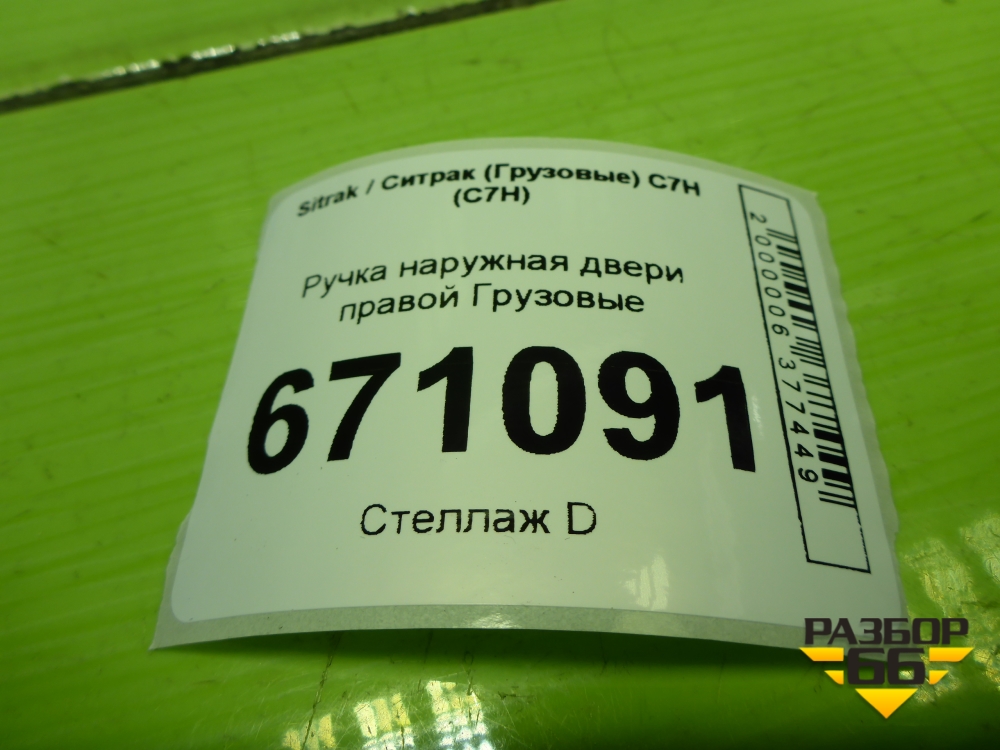 Sitrak / Ситрак (Грузовые) C7H
(C7H)
Ручка наружная двери
правой Грузовые
671091
Стеллаж D
2000006377449
РАЗБОР
66